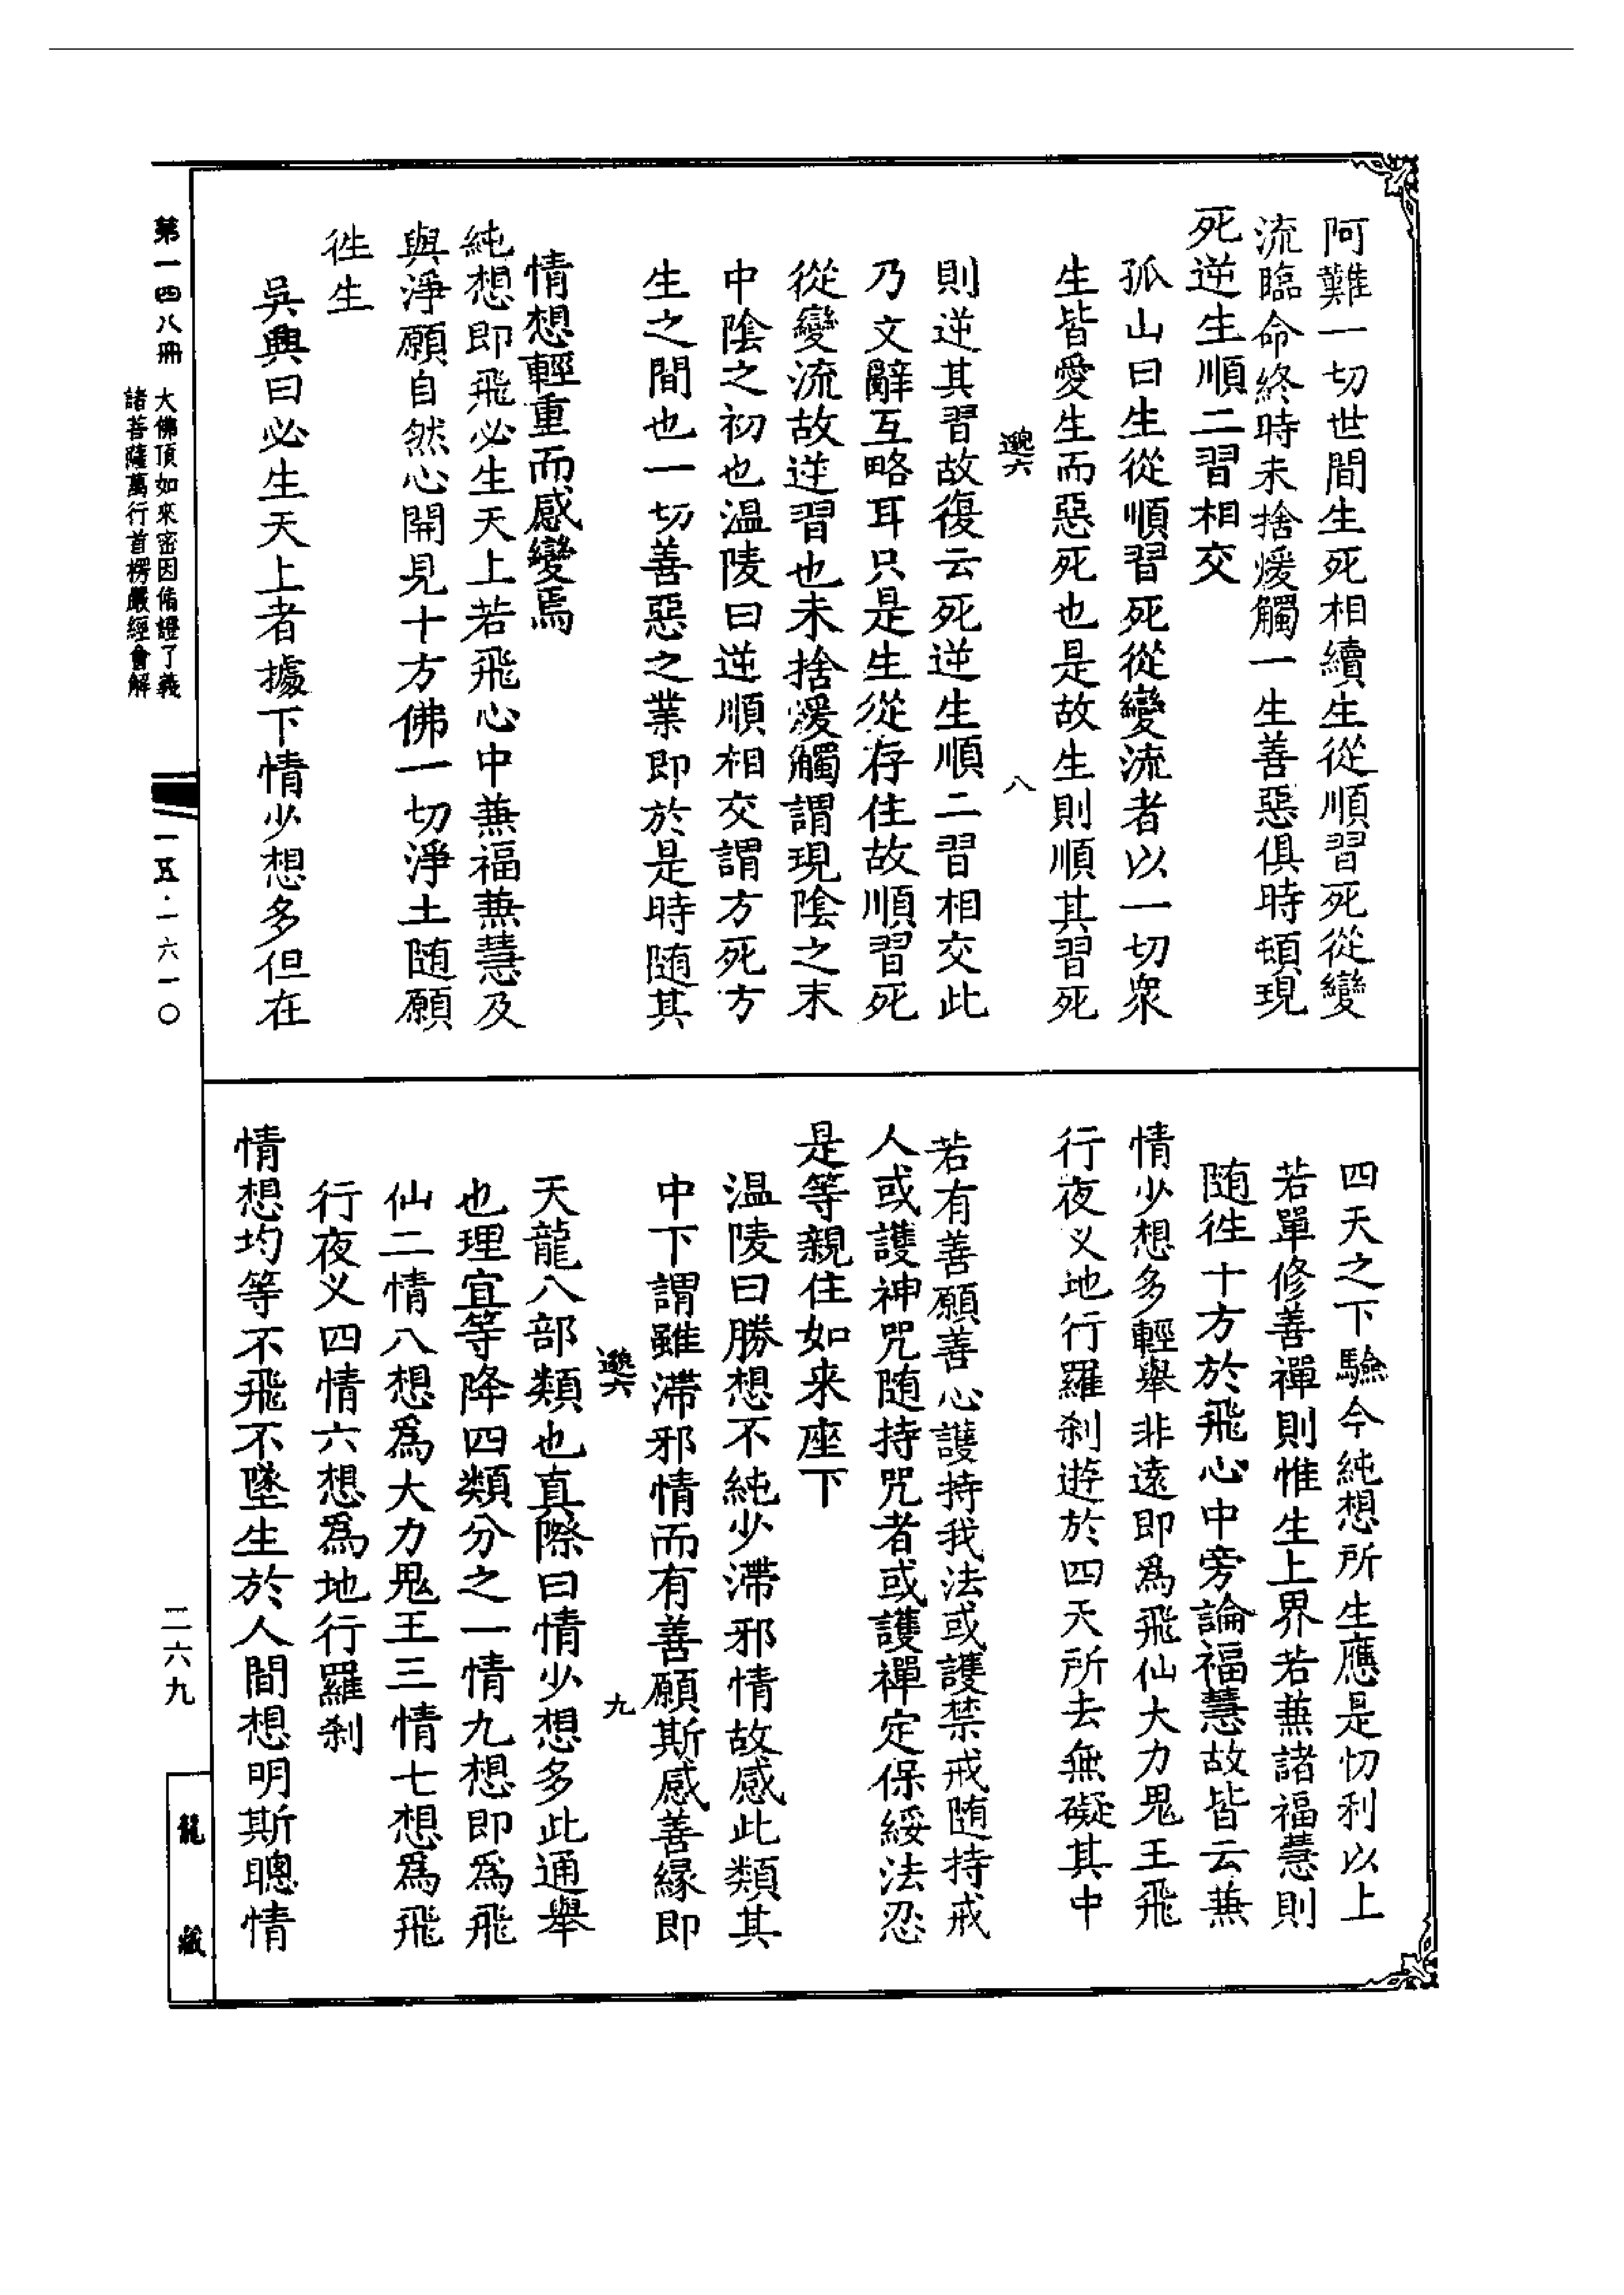 阿難一切世間生死相續生從順習死從變
流臨命終時未捨煖觸一生善惡俱時頓現
死逆生順二習相交
孤山曰生從順習死從變流者以一切衆
生皆愛生而惡死也是故生則順其習死
邈六
八
則逆其習故復云死逆生順二習相交此
乃文辭互略耳只是生從存住故順習死
從變流故逆習也未捨煖觸謂現陰之末
中陰之初也温陵曰逆順相交謂方死方
生之間也一切善惡之業即於是時随其
情想輕重而感變焉
純想即飛必生天上若飛心中兼福兼慧及
與淨願自然心開見十方佛一切淨土随願
徃生
吳興曰必生天上者據下情少想多但在
四天之下驗今純想所生應是忉利以上
若單修善禪則惟生上界若兼諸福慧則
随徃十方於飛心中旁論福慧故皆云兼
情少想多輕舉非遠即爲飛仙大力鬼王飛
行夜义地行羅刹遊於四天所去無礙其中
若有善願善心護持我法或護禁戒随持戒
人或護神咒随持咒者或護禪定保綏法忍
是等親住如来座下
温陵曰勝想不純少滯邪情故感此類其
中下謂雖滯邪情而有善願斯感善緣即
邈六
九
天龍八部類也真際曰情少想多此通舉
也理宜等降四類分之一情九想即爲飛
仙二情八想爲大力鬼王三情七想爲飛
行夜义四情六想爲地行羅刹
情想均等不飛不墜生於人間想明斯聰情
第一四八冊
大佛頂如來密因脩證了義
諸菩薩萬行首楞嚴經會解
一五·一六一〇
二六九
龍藏